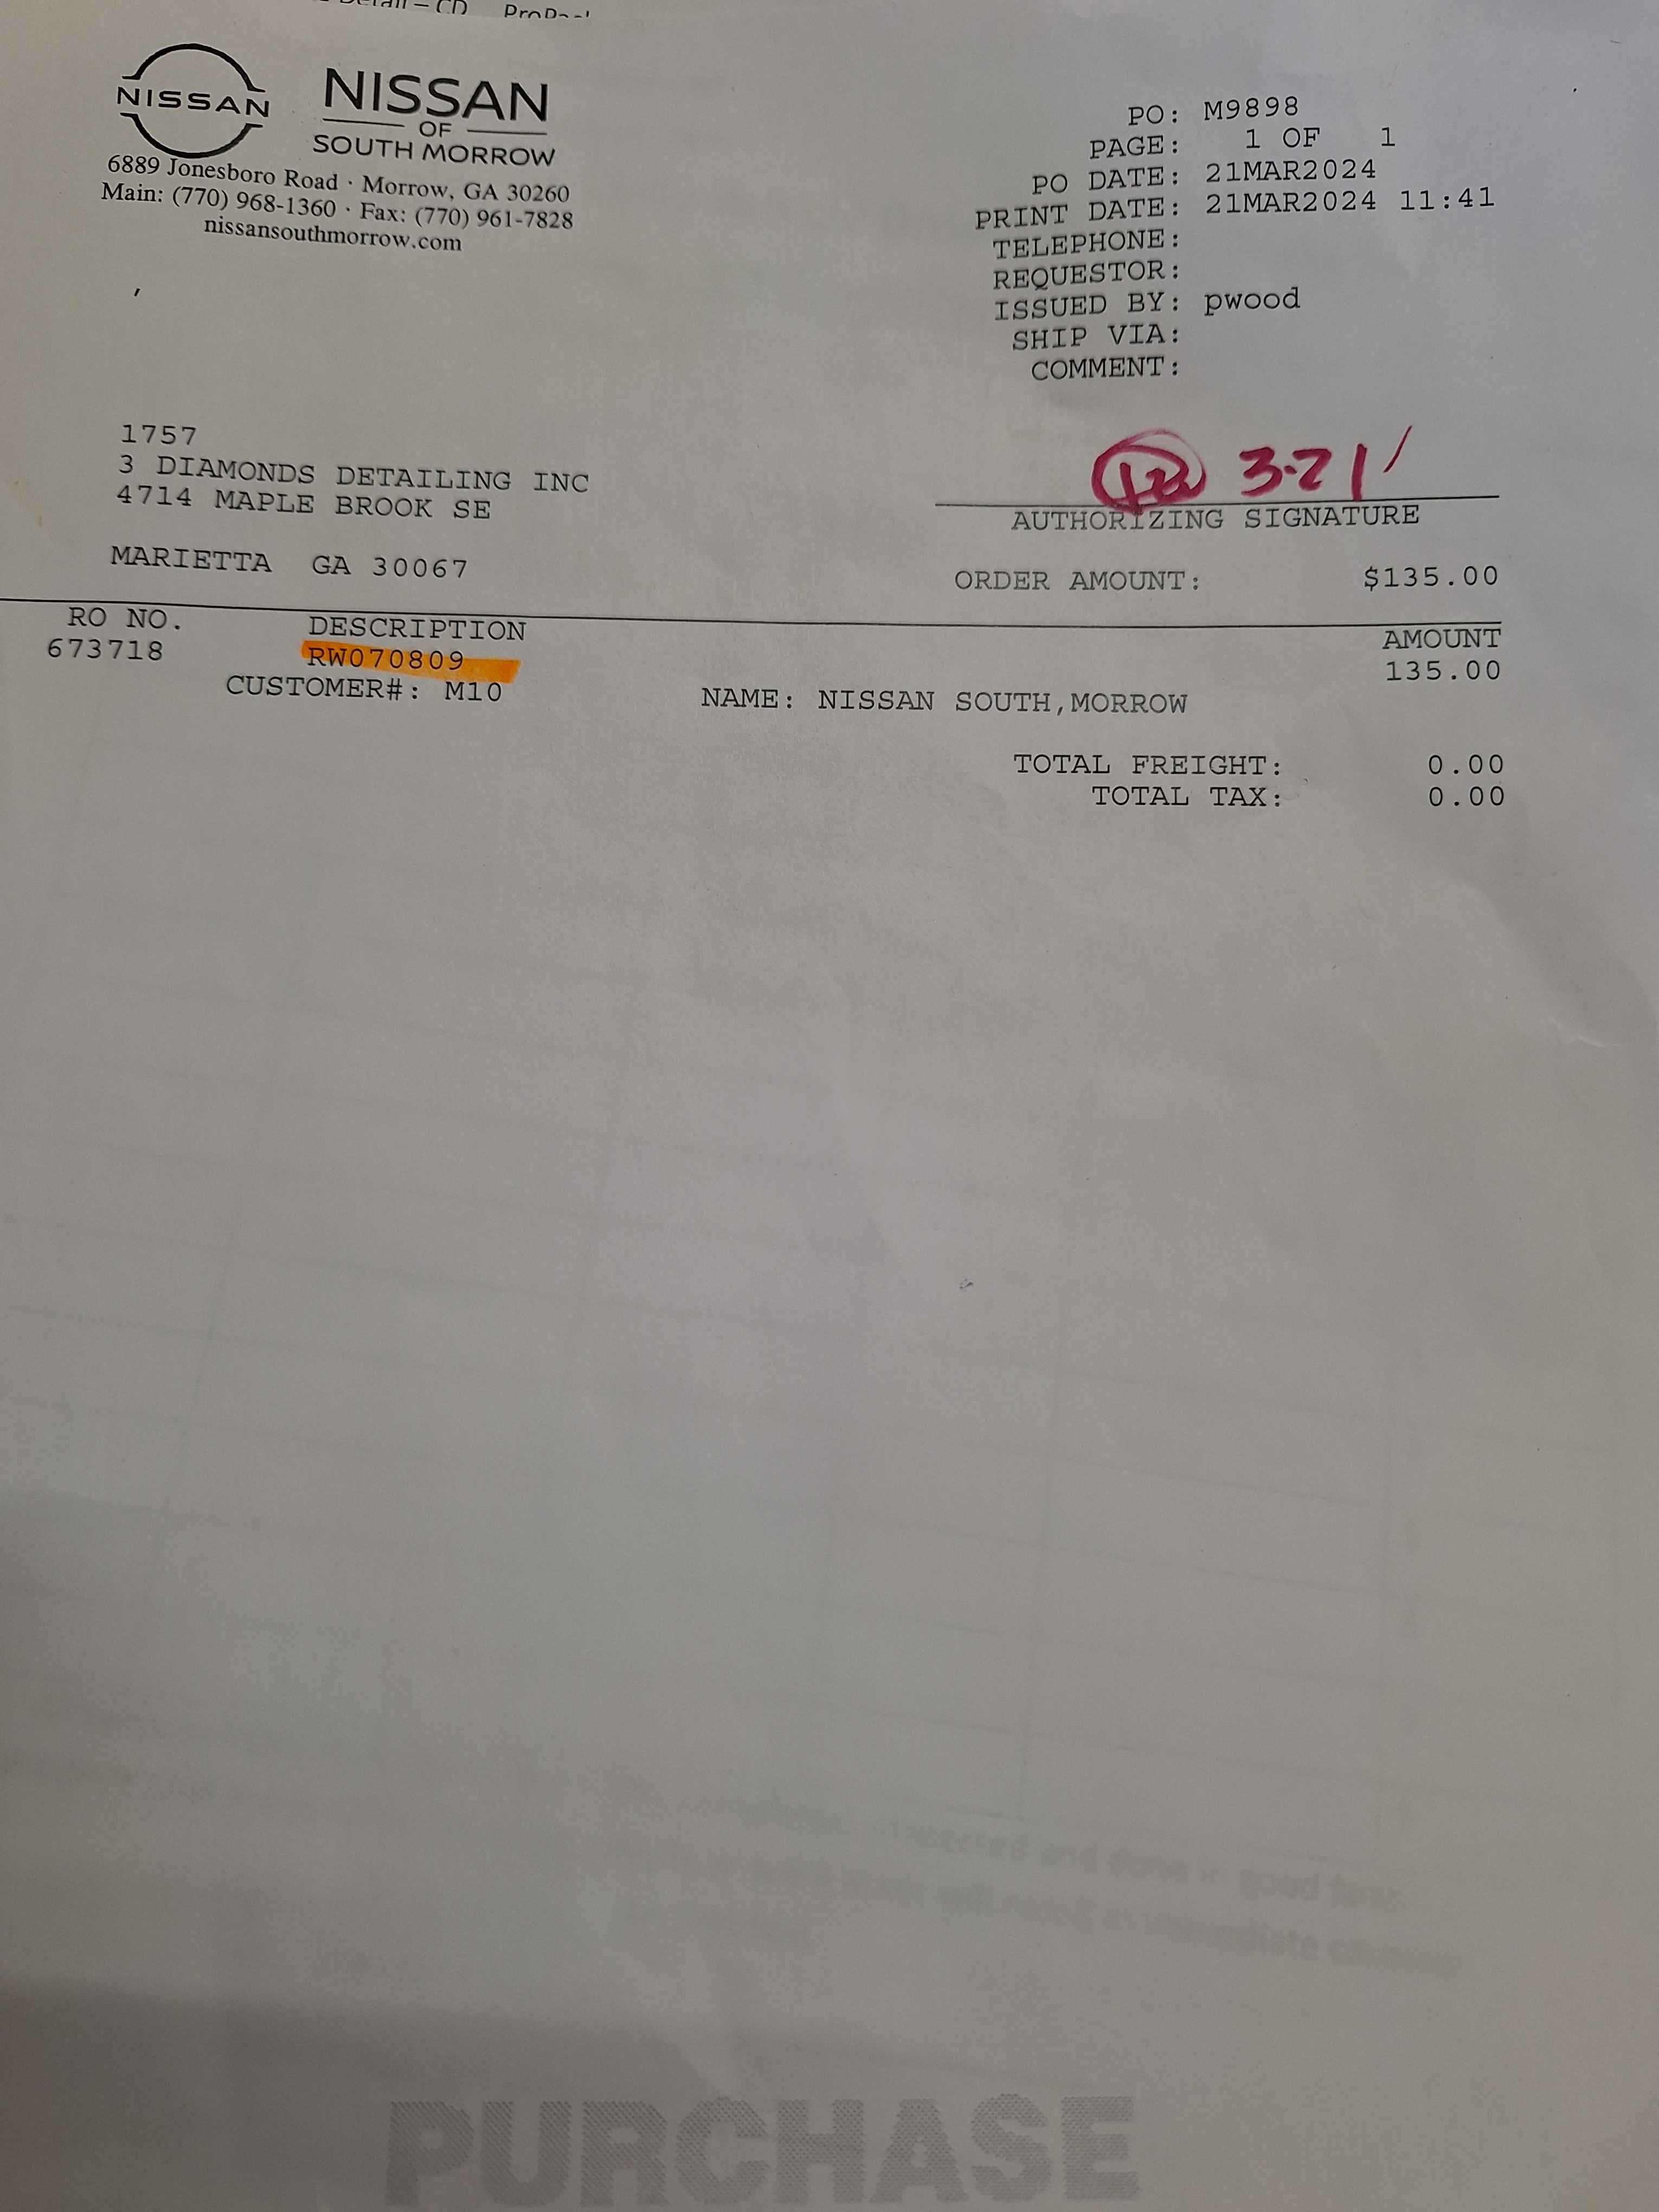 NISSAN
NISSAN
OF
SOUTH MORROW
6889 Jonesboro Road · Morrow, GA 30260
Main: (770) 968-1360 · Fax: (770) 961-7828
nissansouthmorrow.com
PO: M9898
PAGE: 1 OF 1
PO DATE: 21MAR2024
PRINT DATE: 21MAR2024 11:41
TELEPHONE:
REQUESTOR:
ISSUED BY: pwood
SHIP VIA:
COMMENT:
1757
3 DIAMONDS DETAILING INC
4714 MAPLE BROOK SE
MARIETTA GA 30067
3-21
AUTHORIZING SIGNATURE
ORDER AMOUNT: $135.00
RO NO. DESCRIPTION AMOUNT
673718 RW070809 135.00
CUSTOMER#: M10 NAME: NISSAN SOUTH,MORROW
TOTAL FREIGHT: 0.00
TOTAL TAX: 0.00
PURCHASE